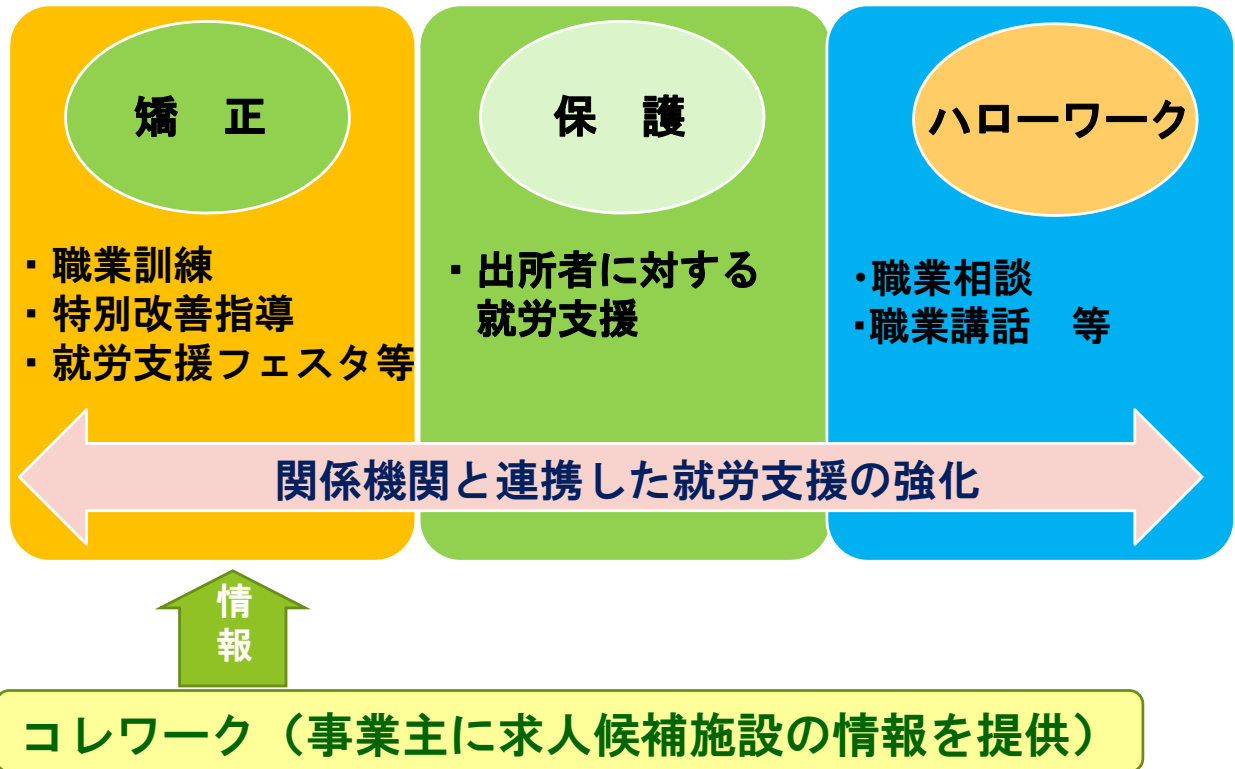 矯　正
・職業訓練
・特別改善指導
・就労支援フェスタ等
保　護
・出所者に対する
就労支援
ハローワーク
・職業相談
・職業講話　等
関係機関と連携した就労支援の強化
情
報
コレワーク（事業主に求人候補施設の情報を提供）